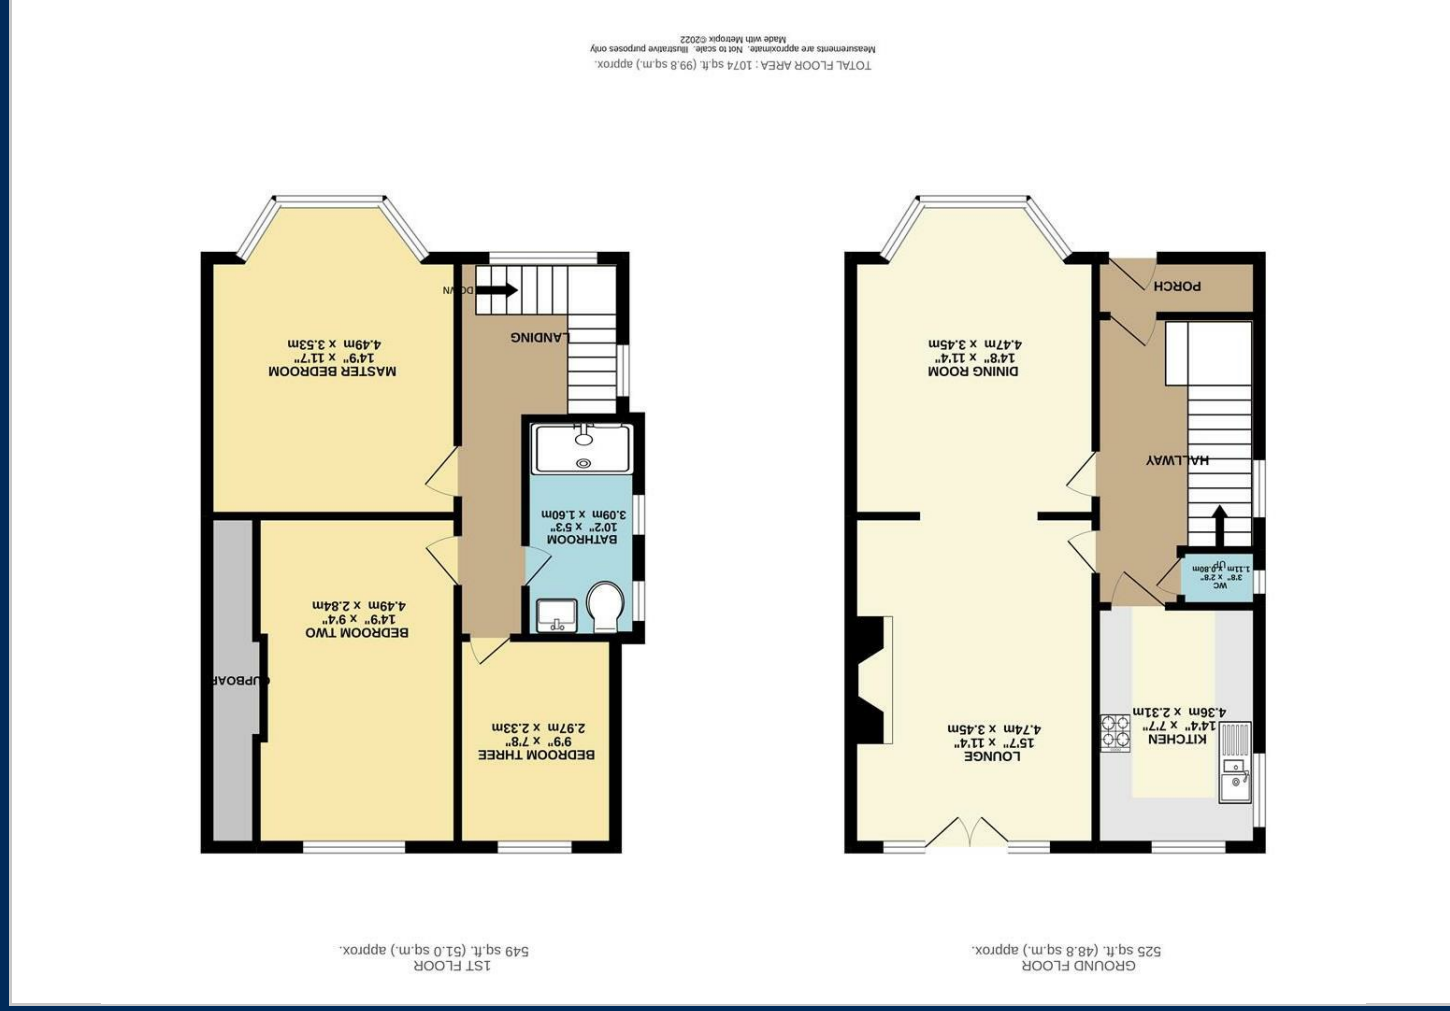 GROUND FLOOR
525 sq.ft. (48.8 sq.m.) approx.
KITCHEN
14'4" x 7'7"
4.36m x 2.31m
LOUNGE
15'7" x 11'4"
4.74m x 3.45m
WC
3'8" x 2'8"
1.11m x 0.80m
UP
HALLWAY
DINING ROOM
14'8" x 11'4"
4.47m x 3.45m
PORCH
1ST FLOOR
549 sq.ft. (51.0 sq.m.) approx.
BEDROOM THREE
9'9" x 7'8"
2.97m x 2.33m
BEDROOM TWO
14'9" x 9'4"
4.49m x 2.84m
CUPBOAR
BATHROOM
10'2" x 5'3"
3.09m x 1.60m
LANDING
DOWN
MASTER BEDROOM
14'9" x 11'7"
4.49m x 3.53m
TOTAL FLOOR AREA : 1074 sq.ft. (99.8 sq.m.) approx.
Measurements are approximate. Not to scale. Illustrative purposes only
Made with Metropix ©2022